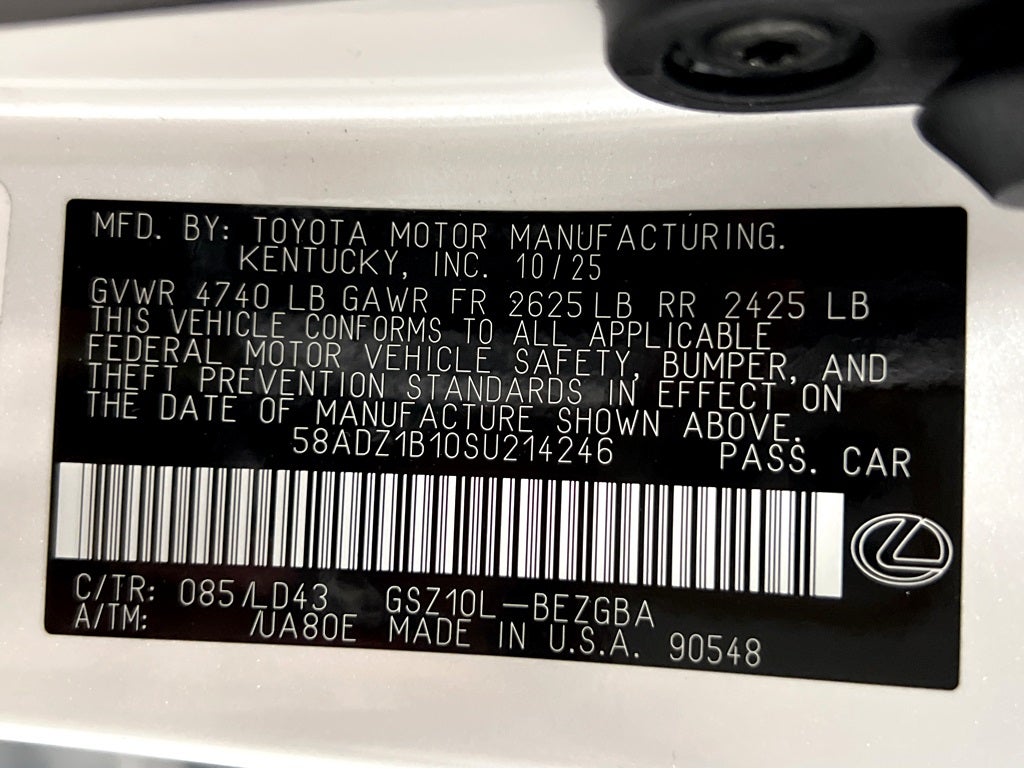 MFD. BY: TOYOTA MOTOR MANUFACTURING.
KENTUCKY, INC. 10/25
GVWR 4740 LB GAWR FR 2625 LB RR 2425 LB
THIS VEHICLE CONFORMS TO ALL APPLICABLE
FEDERAL MOTOR VEHICLE SAFETY, BUMPER, AND
THEFT PREVENTION STANDARDS IN EFFECT ON
THE DATE OF MANUFACTURE SHOWN ABOVE.
58ADZ1B10SU214246 PASS. CAR
C/TR: 085/LD43 GSZ10L-BEZGBA
A/TM: /UA80E MADE IN U.S.A. 90548